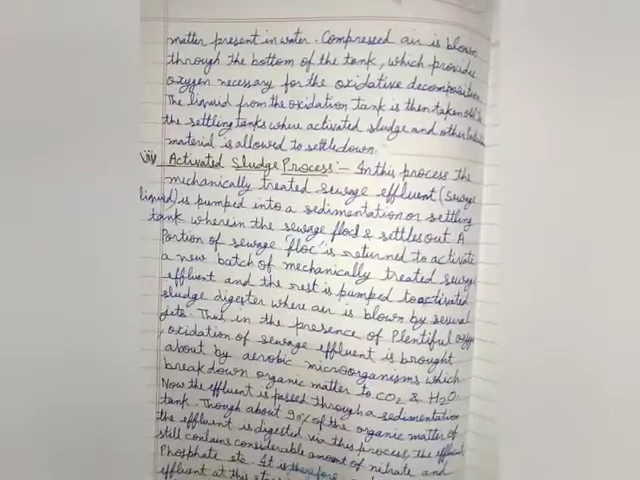 matter present in water. Compressed air is blown
through the bottom of the tank, which provides
oxygen necessary for the oxidative decomposition.
The liquid from the oxidation tank is then taken
the settling tanks where activated sludge and other
material is allowed to settle down.
viiv Activated Sludge Process:- In this process the
mechanically treated sewage effluent (Sewage
liquid) is pumped into a sedimentation or settling
tank wherein the sewage flocs & settles out. A
Portion of sewage 'floc' is returned to activate
a new batch of mechanically treated sewage
effluent and the rest is pumped to activated
sludge digester where air is blown by several
jets. Thus in the presence of Plentiful oxygen
, oxidation of sewage effluent is brought
about by aerobic microorganisms which
breakdown organic matter to CO2 & H2O.
Now the effluent is passed through a sedimentation
tank. Though about 90% of the organic matter of
the effluent is digested via this process, the effluent
still contains considerable amount of nitrate and
Phosphate etc. It is therefore
effluent at this